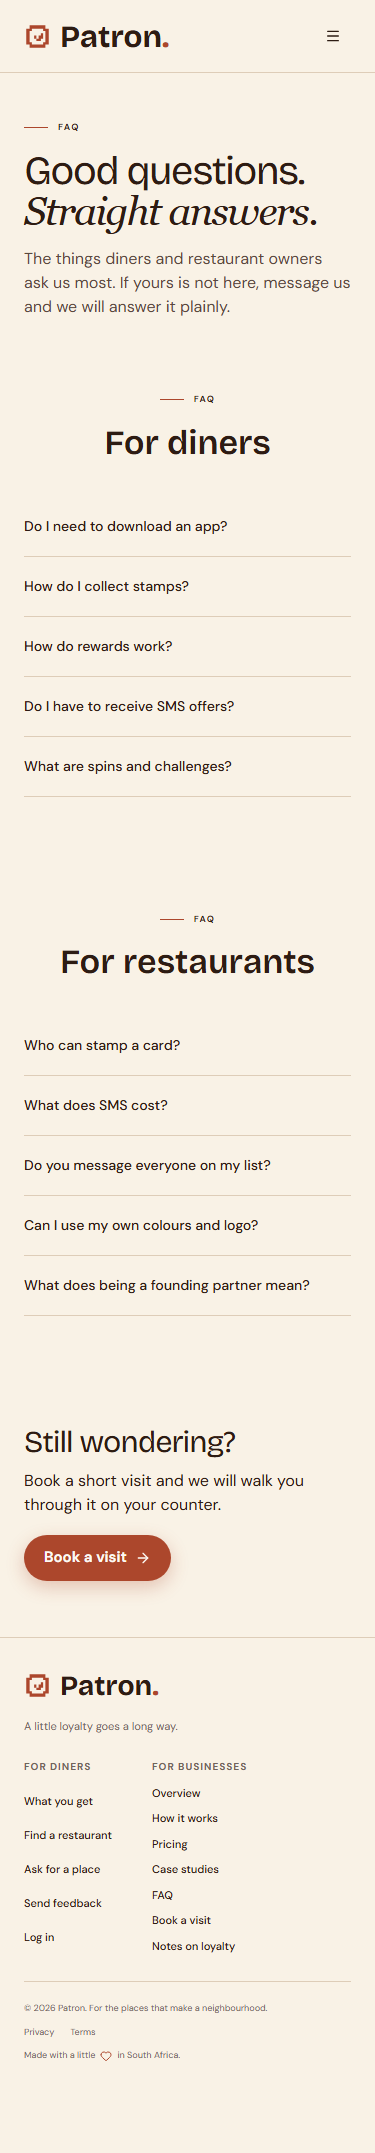 Patron.
FAQ
Good questions.
Straight answers.
The things diners and restaurant owners
ask us most. If yours is not here, message us
and we will answer it plainly.
FAQ
For diners
Do I need to download an app?
How do I collect stamps?
How do rewards work?
Do I have to receive SMS offers?
What are spins and challenges?
FAQ
For restaurants
Who can stamp a card?
What does SMS cost?
Do you message everyone on my list?
Can I use my own colours and logo?
What does being a founding partner mean?
Still wondering?
Book a short visit and we will walk you
through it on your counter.
Book a visit →
Patron.
A little loyalty goes a long way.
FOR DINERS
What you get
Find a restaurant
Ask for a place
Send feedback
Log in
FOR BUSINESSES
Overview
How it works
Pricing
Case studies
FAQ
Book a visit
Notes on loyalty
© 2026 Patron. For the places that make a neighbourhood.
Privacy Terms
Made with a little ♡ in South Africa.